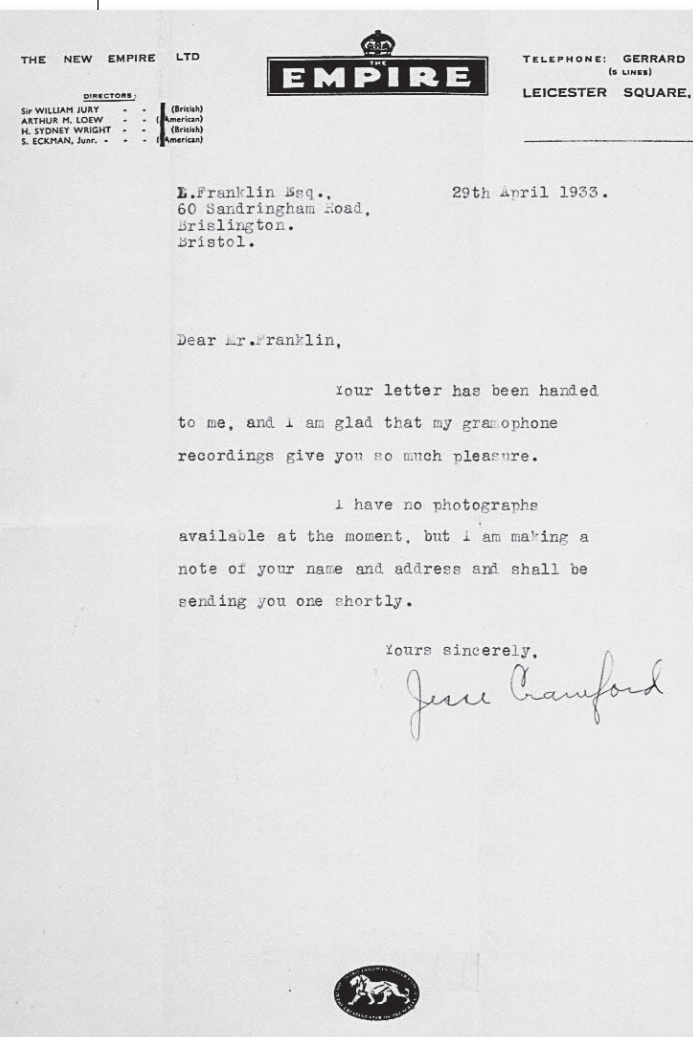 THE NEW EMPIRE LTD
DIRECTORS:
Sir WILLIAM JURY - - (British)
ARTHUR M. LOEW - - (American)
H. SYDNEY WRIGHT - - (British)
S. ECKMAN, Junr. - - - (American)
THE
EMPIRE
TELEPHONE: GERRARD
(5 LINES)
LEICESTER SQUARE,
29th April 1933.
L.Franklin Esq.,
60 Sandringham Road,
Brislington.
Bristol.
Dear Mr.Franklin,
Your letter has been handed
to me, and I am glad that my gramophone
recordings give you so much pleasure.
I have no photographs
available at the moment, but I am making a
note of your name and address and shall be
sending you one shortly.
Yours sincerely,
Jesse Crawford